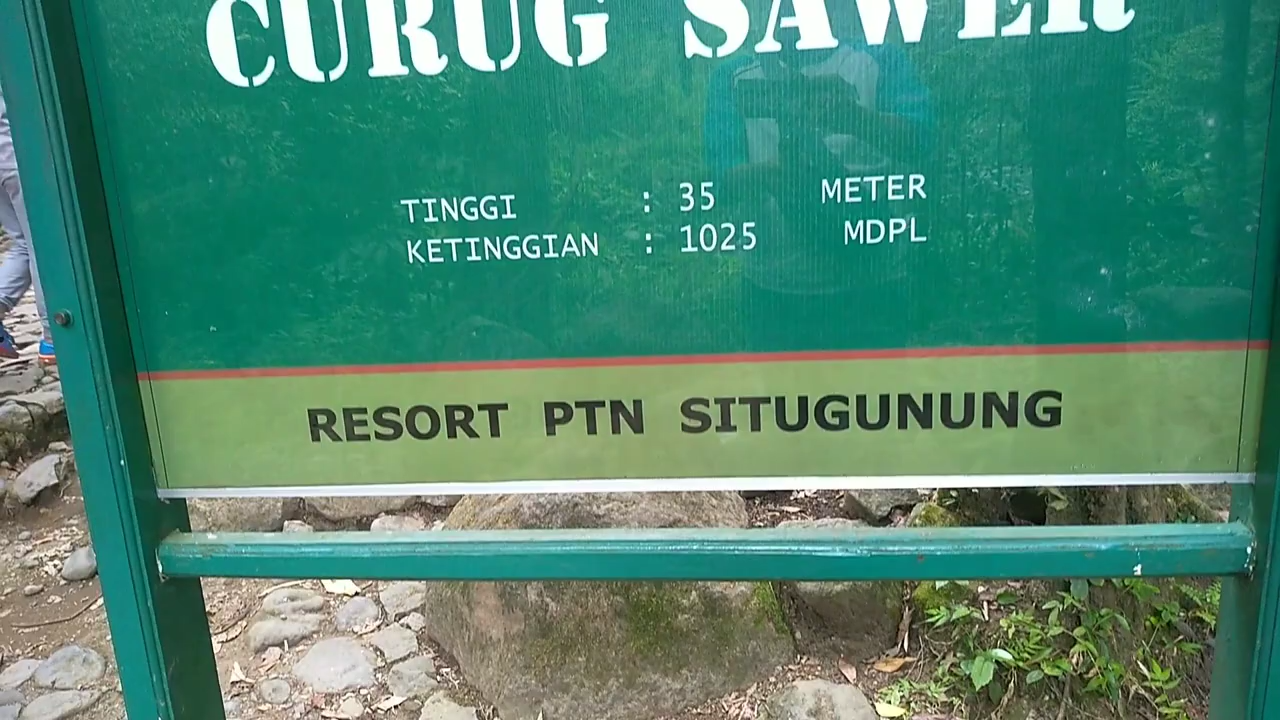 CURUG SAWER
TINGGI : 35 METER
KETINGGIAN : 1025 MDPL
RESORT PTN SITUGUNUNG